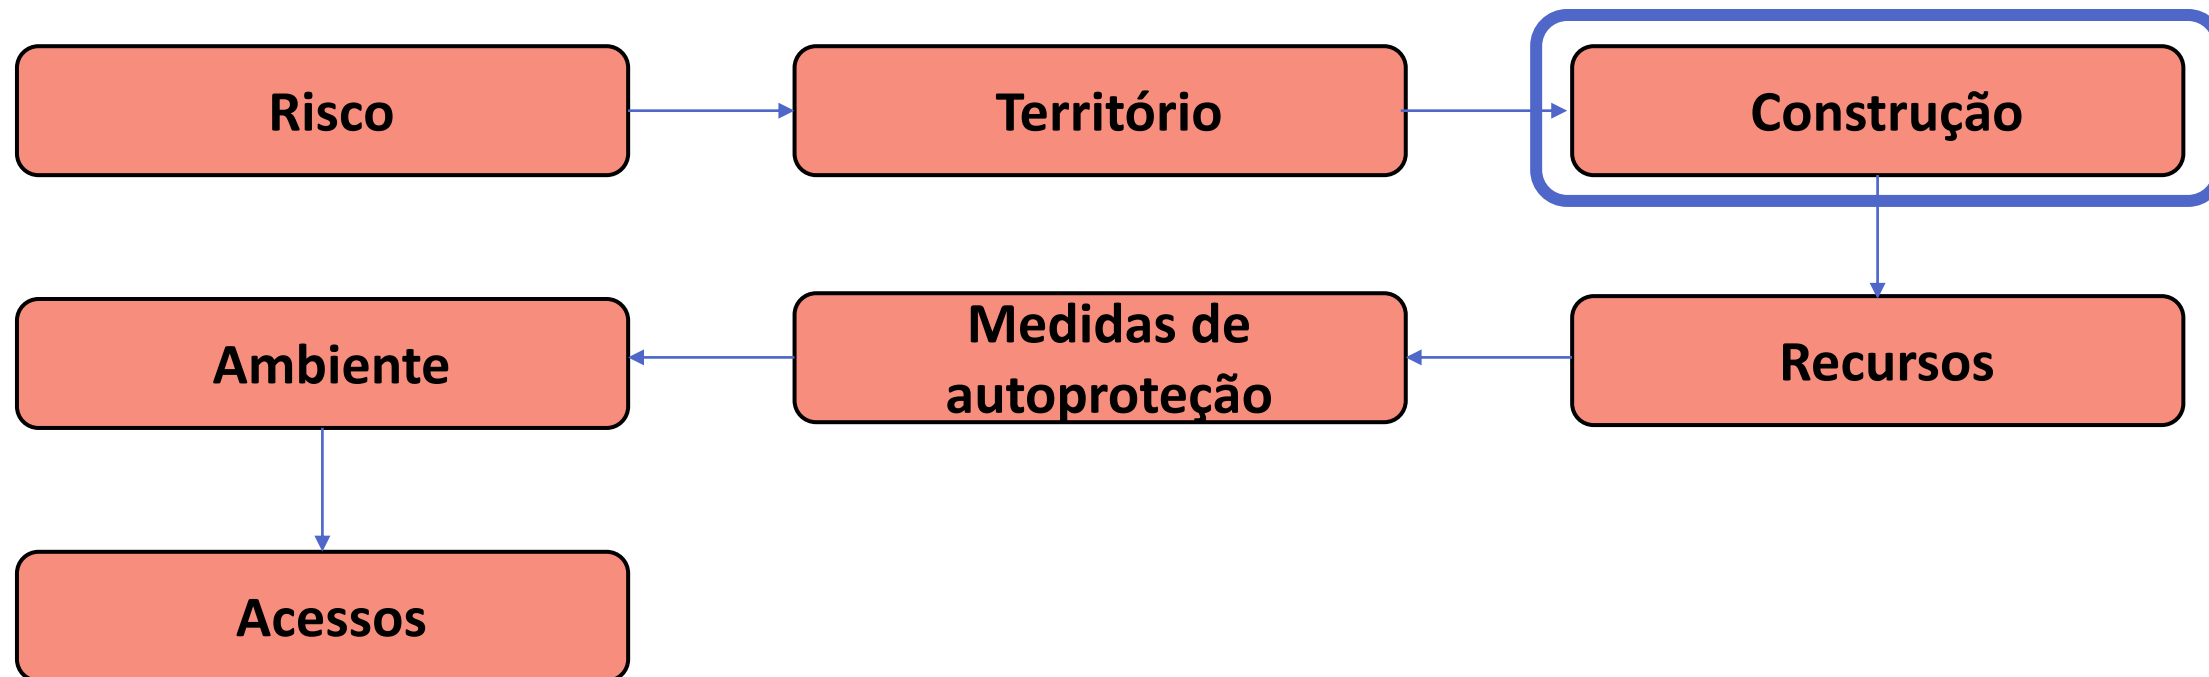 Risco
Território
Construção
Medidas de
autoproteção
Ambiente
Recursos
Acessos